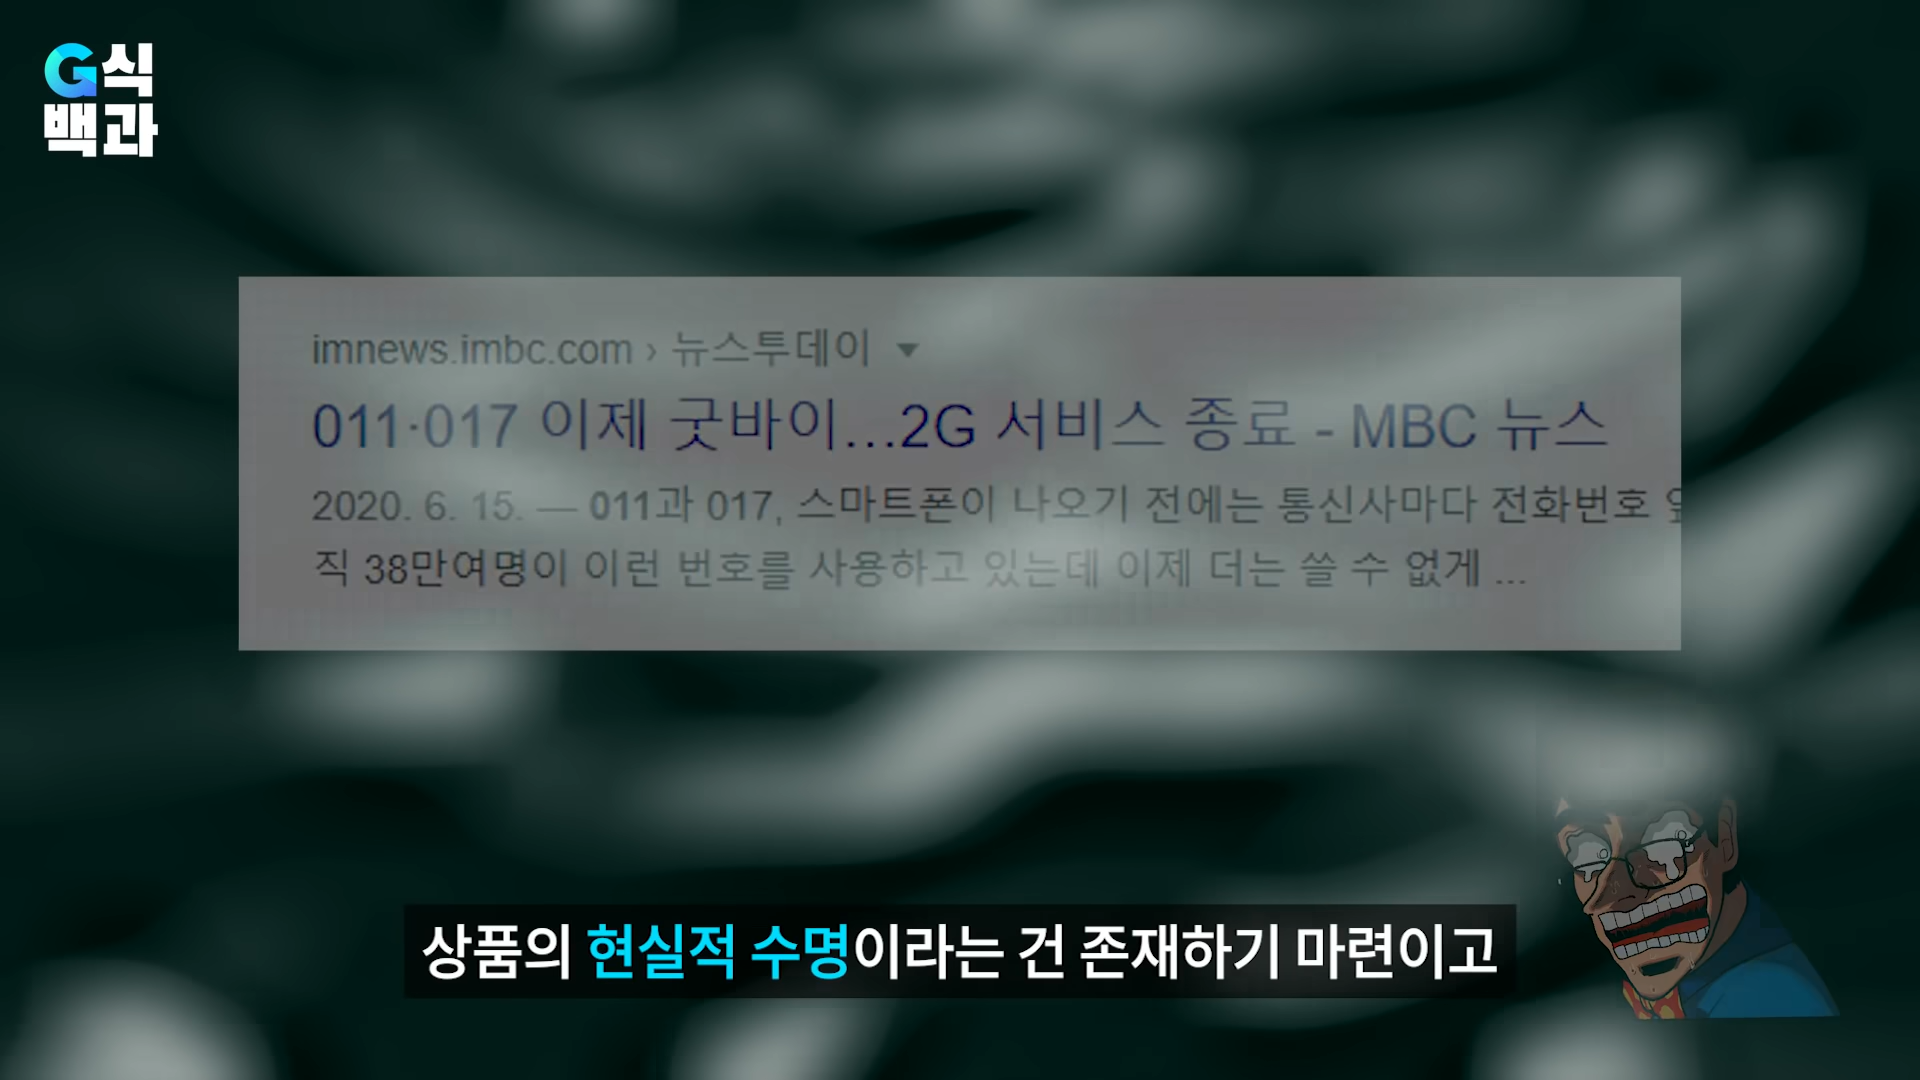 G식
백과
imnews.imbc.com › 뉴스투데이
011·017 이제 굿바이...2G 서비스 종료 - MBC 뉴스
2020. 6. 15. — 011과 017, 스마트폰이 나오기 전에는 통신사마다 전화번호
직 38만여명이 이런 번호를 사용하고 있는데 이제 더는 쓸 수 없게 ...
상품의 현실적 수명이라는 건 존재하기 마련이고